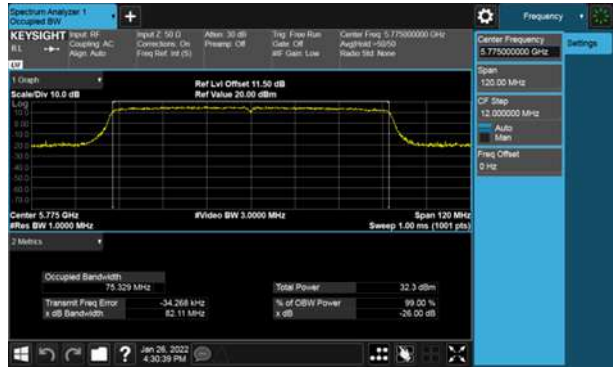 Spectrum Analyzer 1
Occupied BW
Frequency
KEYSIGHT
Input: RF
Input Z: 50 Ω
Atten: 30 dB
Trig: Free Run
Center Freq: 5.775000000 GHz
RL
Coupling: AC
Corrections: On
Preamp: Off
Gate: Off
Avg|Hold:>50/50
Align: Auto
Freq Ref: Int (S)
#IF Gain: Low
Radio Std: None
Center Frequency
5.775000000 GHz
Settings
Span
120.00 MHz
CF Step
12.000000 MHz
Auto
Man
Freq Offset
0 Hz
1 Graph
Ref Lvl Offset 11.50 dB
Scale/Div 10.0 dB
Ref Value 20.00 dBm
Log
10.0
0.00
Center 5.775 GHz
#Video BW 3.0000 MHz
Span 120 MHz
#Res BW 1.0000 MHz
Sweep 1.00 ms (1001 pts)
2 Metrics
Occupied Bandwidth
75.329 MHz
Total Power
32.3 dBm
Transmit Freq Error
-34.268 kHz
% of OBW Power
99.00 %
x dB Bandwidth
82.11 MHz
x dB
-26.00 dB
?
Jan 26, 2022
4:30:39 PM